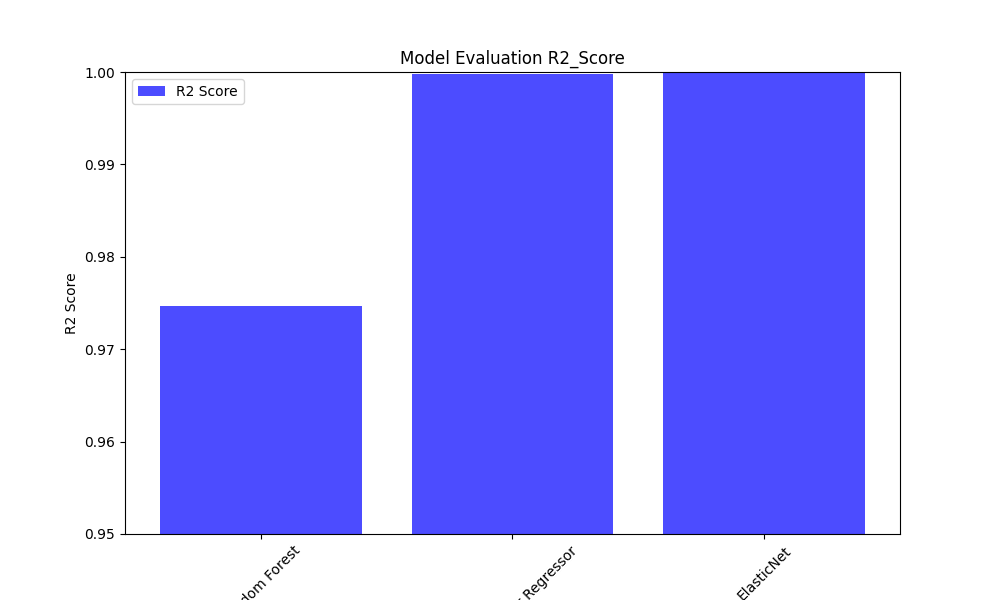 Model Evaluation R2_Score
R2 Score
1.00
0.99
0.98
0.97
0.96
0.95
R2 Score
Forest
Regressor
ElasticNet